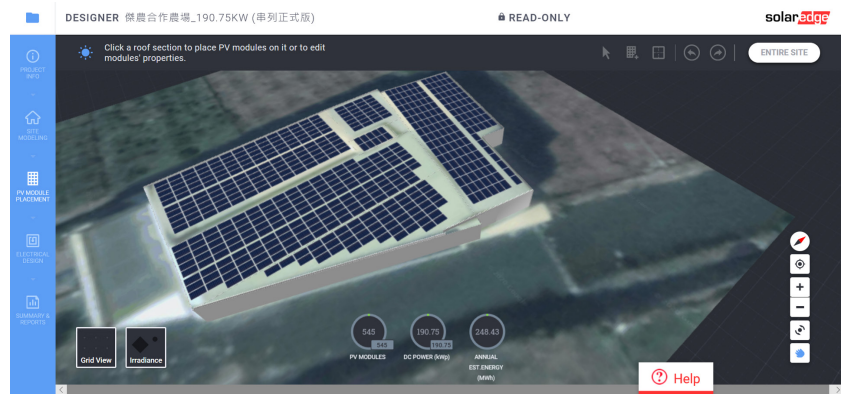 DESIGNER 傑農合作農場_190.75KW (串列正式版)
READ-ONLY
solaredge
Click a roof section to place PV modules on it or to edit
modules' properties.
ENTIRE SITE
PROJECT
INFO
SITE
MODELING
PV MODULE
PLACEMENT
ELECTRICAL
DESIGN
SUMMARY &
REPORTS
Grid View
Irradiance
545
545
PV MODULES
190.75
190.75
DC POWER (kWp)
248.43
ANNUAL
EST.ENERGY
(MWh)
Help